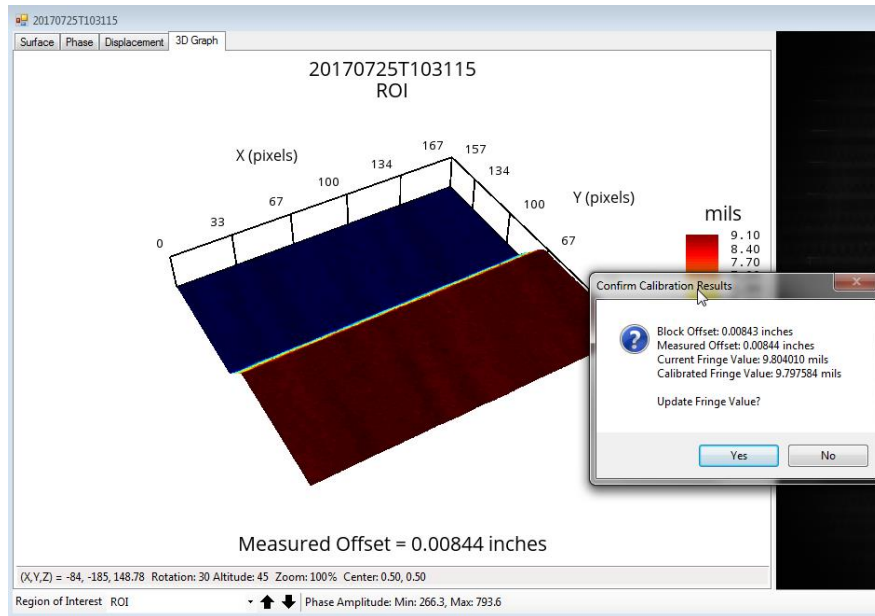 20170725T103115
Surface Phase Displacement 3D Graph
20170725T103115
ROI
X (pixels)
0 33 67 100 134 167
157 134 100 67
Y (pixels)
mils
9.10
8.40
7.70
Confirm Calibration Results
Block Offset: 0.00843 inches
Measured Offset: 0.00844 inches
Current Fringe Value: 9.804010 mils
Calibrated Fringe Value: 9.797584 mils
Update Fringe Value?
Yes No
Measured Offset = 0.00844 inches
(X,Y,Z) = -84, -185, 148.78 Rotation: 30 Altitude: 45 Zoom: 100% Center: 0.50, 0.50
Region of Interest ROI Phase Amplitude: Min: 266.3, Max: 793.6